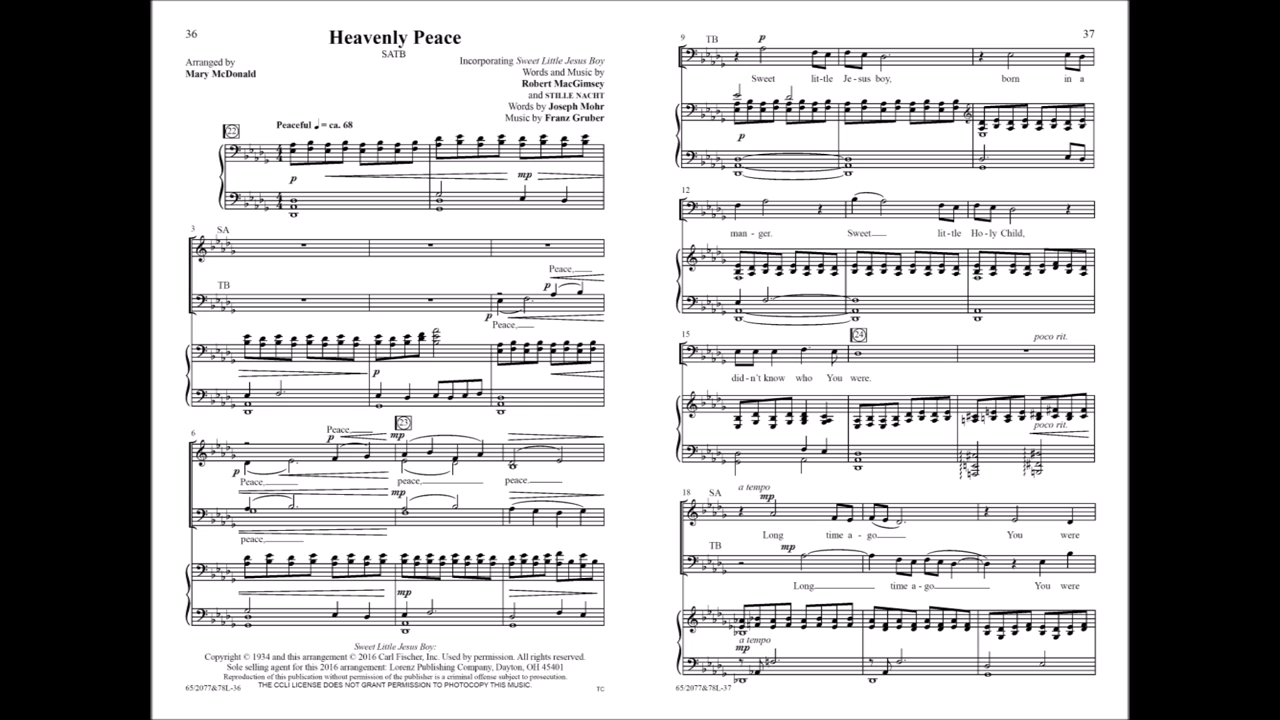 36
Heavenly Peace
SATB
Arranged by
Mary McDonald
Incorporating Sweet Little Jesus Boy
Words and Music by
Robert MacGimsey
and STILLE NACHT
Words by Joseph Mohr
Music by Franz Gruber
22
Peaceful ♩ = ca. 68
p
mp
3
SA
Peace,
p
TB
p
Peace,
p
6
23
Peace,
p
mp
p
Peace,
Peace,
peace.
mp
peace,
mp
Sweet Little Jesus Boy:
Copyright © 1934 and this arrangement © 2016 Carl Fischer, Inc. Used by permission. All rights reserved.
Sole selling agent for this 2016 arrangement: Lorenz Publishing Company, Dayton, OH 45401
Reproduction of this publication without permission of the publisher is a criminal offense subject to prosecution.
THE CCLI LICENSE DOES NOT GRANT PERMISSION TO PHOTOCOPY THIS MUSIC.
65/2077&78L-36
TC
37
9
TB
p
Sweet lit-tle Je-sus boy, born in a
p
12
man - ger. Sweet lit-tle Ho-ly Child,
15
24
poco rit.
did-n't know who You were.
poco rit.
18
SA
a tempo
mp
Long time a - go You were
TB
mp
Long time a-go You were
a tempo
mp
65/2077&78L-37